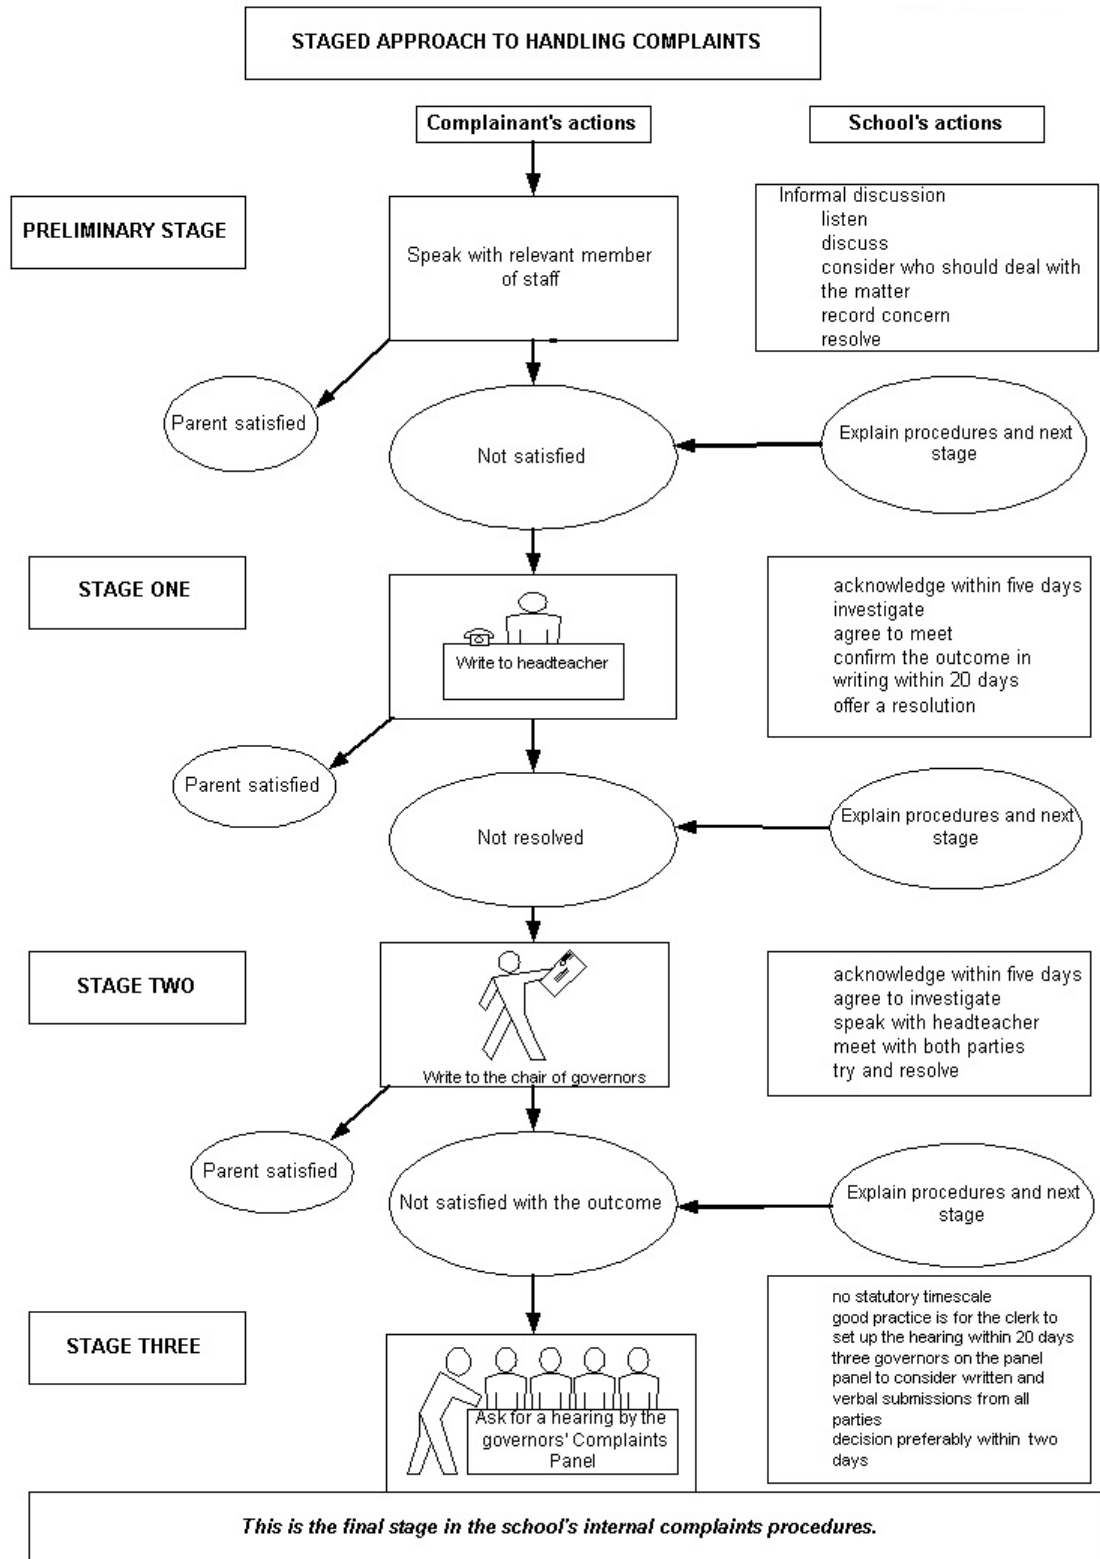 STAGED APPROACH TO HANDLING COMPLAINTS
Complainant's actions
School's actions
PRELIMINARY STAGE
Speak with relevant member
of staff
Informal discussion
listen
discuss
consider who should deal with
the matter
record concern
resolve
Parent satisfied
Not satisfied
Explain procedures and next
stage
STAGE ONE
Write to headteacher
acknowledge within five days
investigate
agree to meet
confirm the outcome in
writing within 20 days
offer a resolution
Parent satisfied
Not resolved
Explain procedures and next
stage
STAGE TWO
Write to the chair of governors
acknowledge within five days
agree to investigate
speak with headteacher
meet with both parties
try and resolve
Parent satisfied
Not satisfied with the outcome
Explain procedures and next
stage
STAGE THREE
Ask for a hearing by the
governors' Complaints
Panel
no statutory timescale
good practice is for the clerk to
set up the hearing within 20 days
three governors on the panel
panel to consider written and
verbal submissions from all
parties
decision preferably within two
days
This is the final stage in the school's internal complaints procedures.